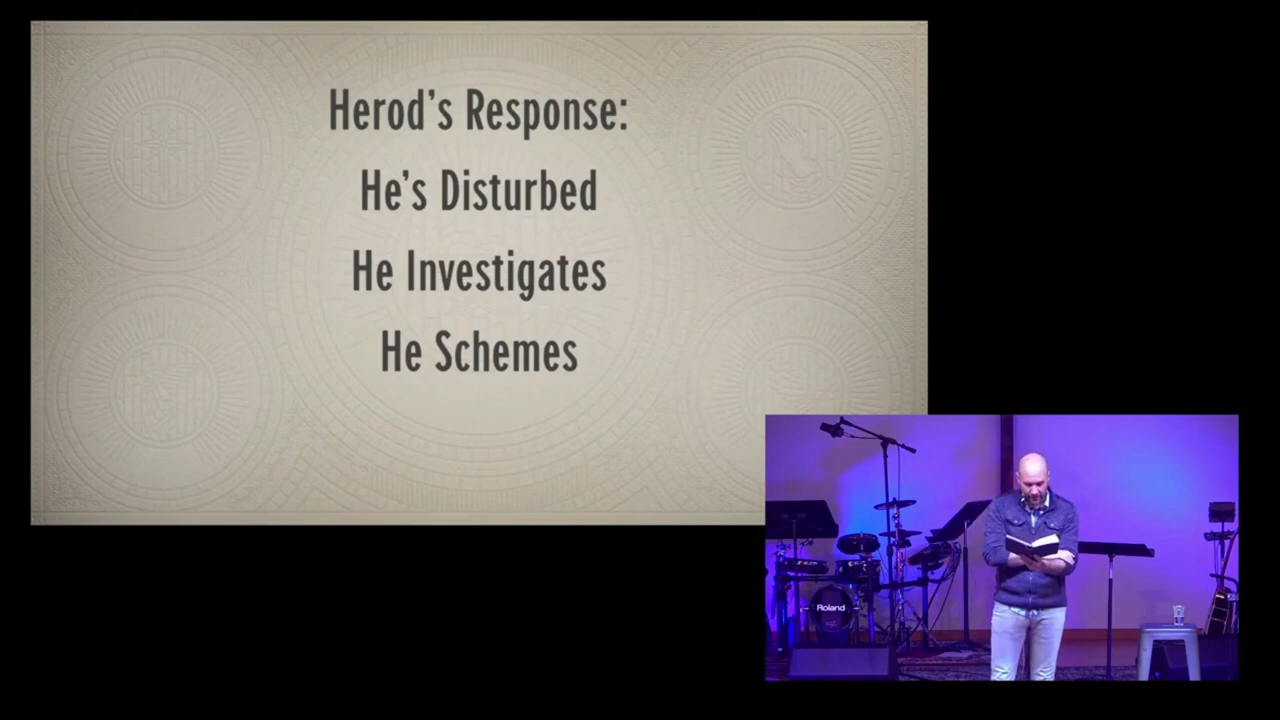 Herod’s Response:
He’s Disturbed
He Investigates
He Schemes
Roland